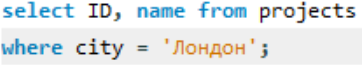 select ID, name from projects
where city = 'Лондон';